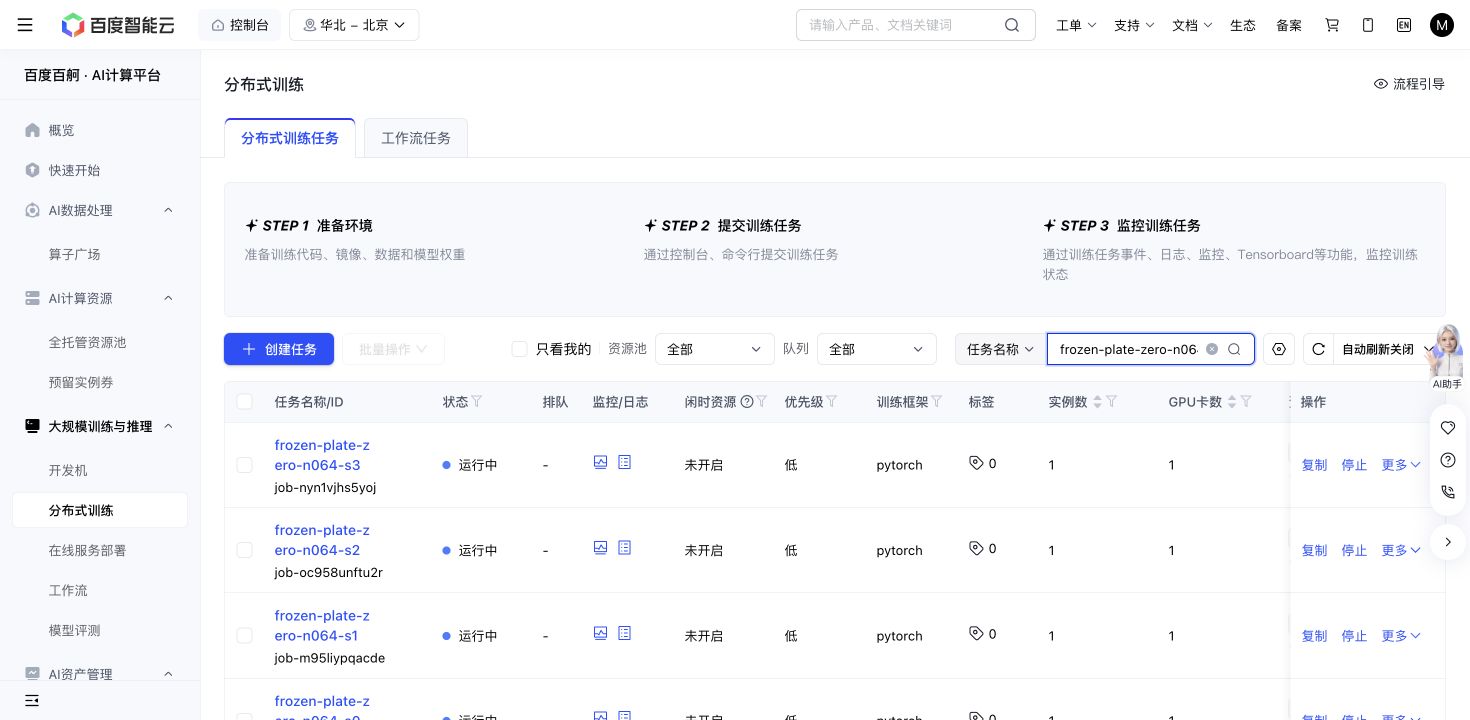 百度智能云
控制台
华北 – 北京
请输入产品、文档关键词
工单
支持
文档
生态
备案
EN
M
百度百舸 · AI计算平台
概览
快速开始
AI数据处理
算子广场
AI计算资源
全托管资源池
预留实例券
大规模训练与推理
开发机
分布式训练
在线服务部署
工作流
模型评测
AI资产管理
分布式训练
流程引导
分布式训练任务
工作流任务
STEP 1 准备环境
准备训练代码、镜像、数据和模型权重
STEP 2 提交训练任务
通过控制台、命令行提交训练任务
STEP 3 监控训练任务
通过训练任务事件、日志、监控、Tensorboard等功能，监控训练
状态
创建任务
批量操作
只看我的
资源池
全部
队列
全部
任务名称
frozen-plate-zero-n064
自动刷新关闭
AI助手
任务名称/ID 状态 排队 监控/日志 闲时资源 优先级 训练框架 标签 实例数 GPU卡数 操作
frozen-plate-z
ero-n064-s3
job-nyn1vjhs5yoj
运行中 - 未开启 低 pytorch 0 1 1 复制 停止 更多
frozen-plate-z
ero-n064-s2
job-oc958unftu2r
运行中 - 未开启 低 pytorch 0 1 1 复制 停止 更多
frozen-plate-z
ero-n064-s1
job-m95liypqacde
运行中 - 未开启 低 pytorch 0 1 1 复制 停止 更多
frozen-plate-z